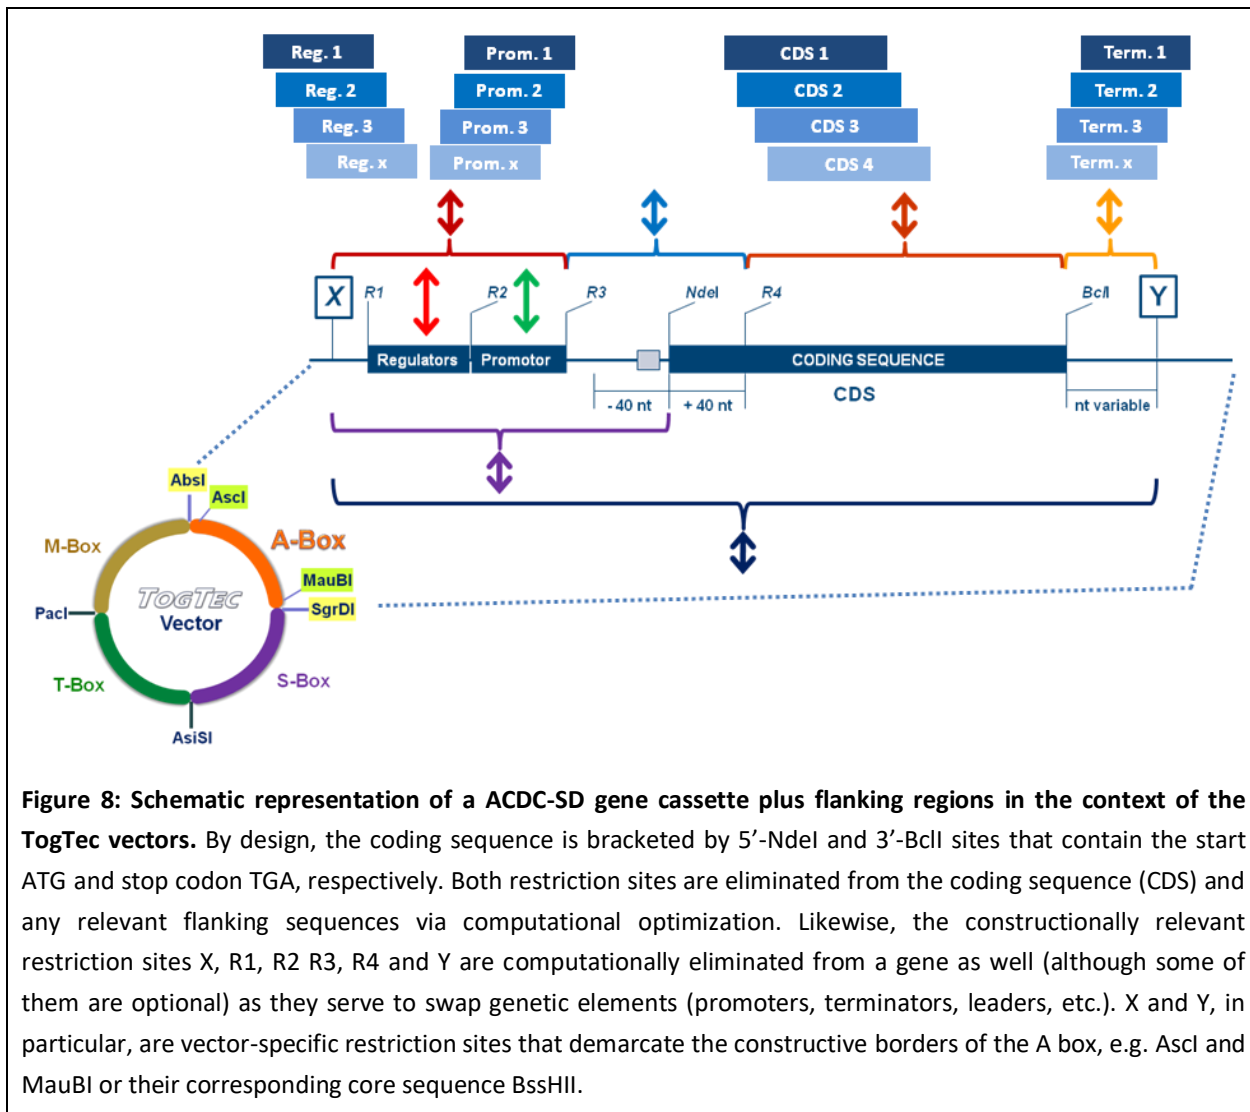 Reg. 1 Prom. 1 CDS 1 Term. 1
Reg. 2 Prom. 2 CDS 2 Term. 2
Reg. 3 Prom. 3 CDS 3 Term. 3
Reg. x Prom. x CDS 4 Term. x
X R1 R2 R3 NdeI R4 BclI Y
Regulators Promotor CODING SEQUENCE
CDS
- 40 nt + 40 nt nt variable
AbsI
AscI
M-Box A-Box
MauBI
TOGTEC
PacI Vector SgrDI
T-Box S-Box
AsiSI
Figure 8: Schematic representation of a ACDC-SD gene cassette plus flanking regions in the context of the
TogTec vectors. By design, the coding sequence is bracketed by 5’-NdeI and 3’-BclI sites that contain the start
ATG and stop codon TGA, respectively. Both restriction sites are eliminated from the coding sequence (CDS) and
any relevant flanking sequences via computational optimization. Likewise, the constructionally relevant
restriction sites X, R1, R2 R3, R4 and Y are computationally eliminated from a gene as well (although some of
them are optional) as they serve to swap genetic elements (promoters, terminators, leaders, etc.). X and Y, in
particular, are vector-specific restriction sites that demarcate the constructive borders of the A box, e.g. AscI and
MauBI or their corresponding core sequence BssHII.